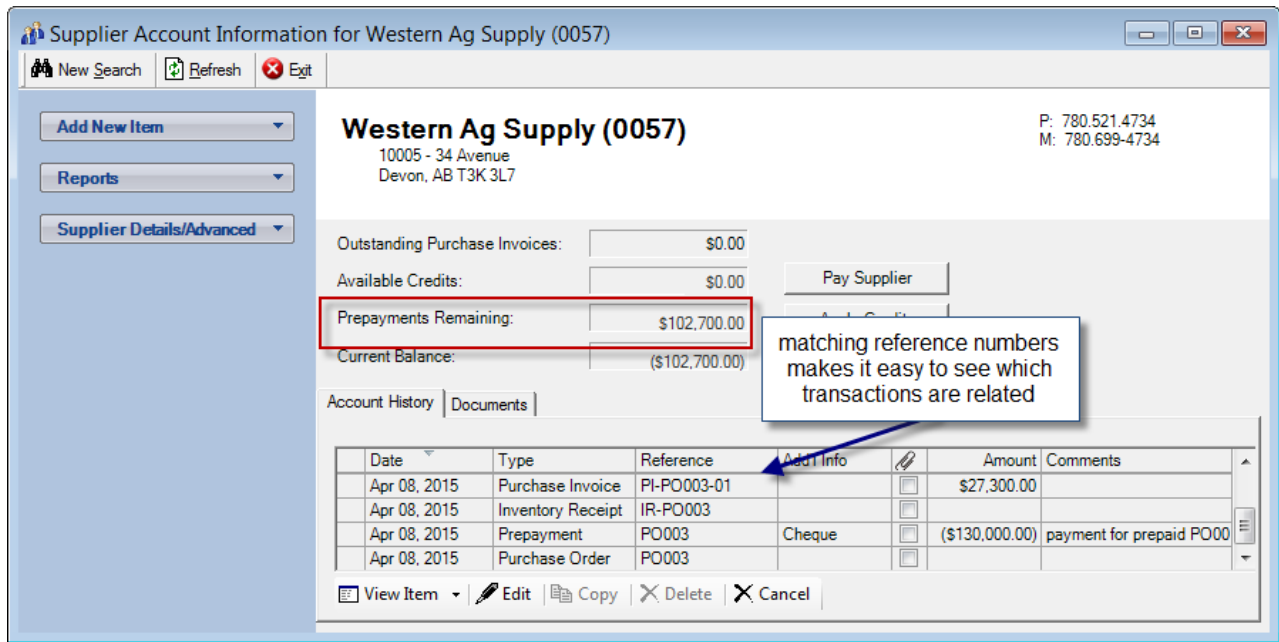 Supplier Account Information for Western Ag Supply (0057)
New Search Refresh Exit
Add New Item
Reports
Supplier Details/Advanced
Western Ag Supply (0057)
10005 - 34 Avenue
Devon, AB T3K 3L7
P: 780.521.4734
M: 780.699-4734
Outstanding Purchase Invoices: $0.00
Available Credits: $0.00
Pay Supplier
Prepayments Remaining: $102,700.00
Current Balance: ($102,700.00)
matching reference numbers
makes it easy to see which
transactions are related
Account History Documents
Date Type Reference Add'l Info Amount Comments
Apr 08, 2015 Purchase Invoice PI-PO003-01 $27,300.00
Apr 08, 2015 Inventory Receipt IR-PO003
Apr 08, 2015 Prepayment PO003 Cheque ($130,000.00) payment for prepaid PO00
Apr 08, 2015 Purchase Order PO003
View Item Edit Copy Delete Cancel